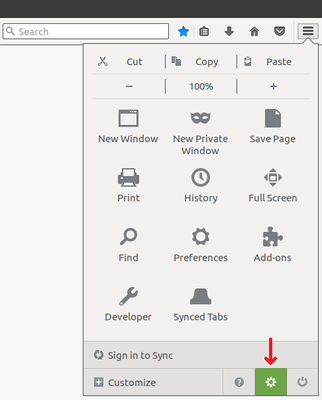 Search
Cut Copy Paste
− 100% +
New Window New Private Window Save Page
Print History Full Screen
Find Preferences Add-ons
Developer Synced Tabs
Sign in to Sync
Customize